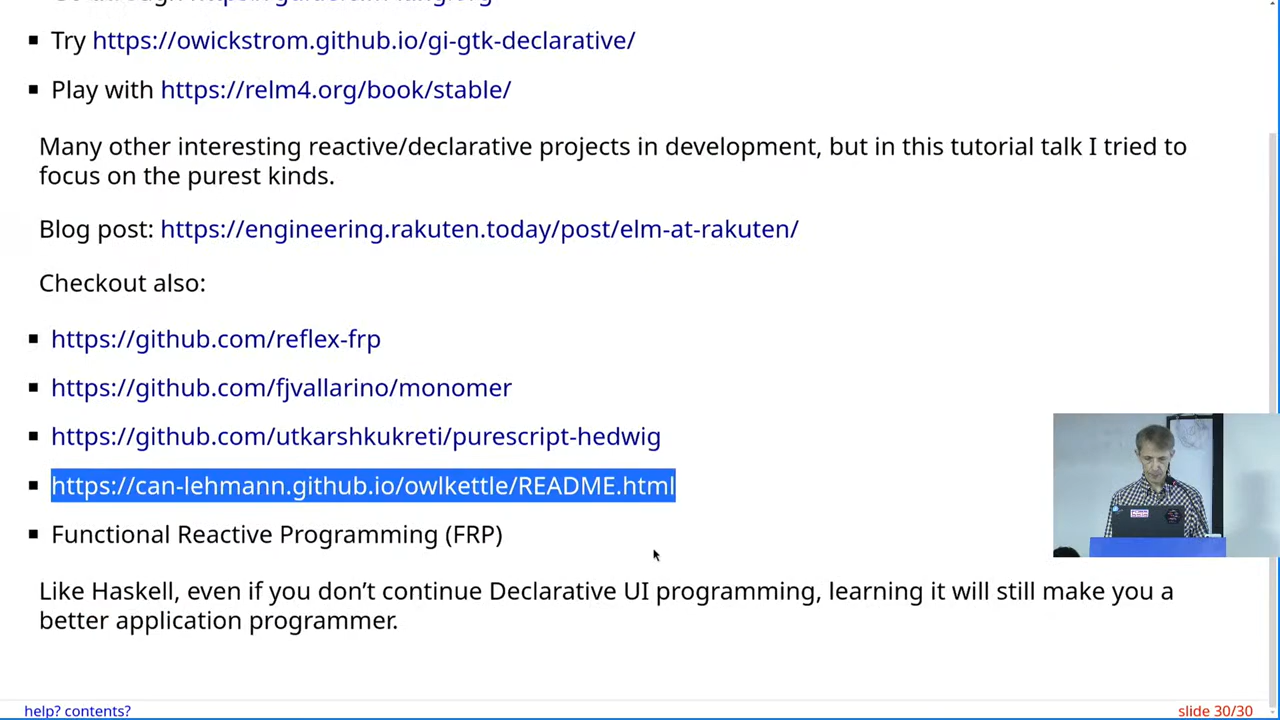 ▪ Try https://owickstrom.github.io/gi-gtk-declarative/
▪ Play with https://relm4.org/book/stable/
Many other interesting reactive/declarative projects in development, but in this tutorial talk I tried to
focus on the purest kinds.
Blog post: https://engineering.rakuten.today/post/elm-at-rakuten/
Checkout also:
▪ https://github.com/reflex-frp
▪ https://github.com/fjvallarino/monomer
▪ https://github.com/utkarshkukreti/purescript-hedwig
▪ https://can-lehmann.github.io/owlkettle/README.html
▪ Functional Reactive Programming (FRP)
Like Haskell, even if you don’t continue Declarative UI programming, learning it will still make you a
better application programmer.
help? contents?
slide 30/30